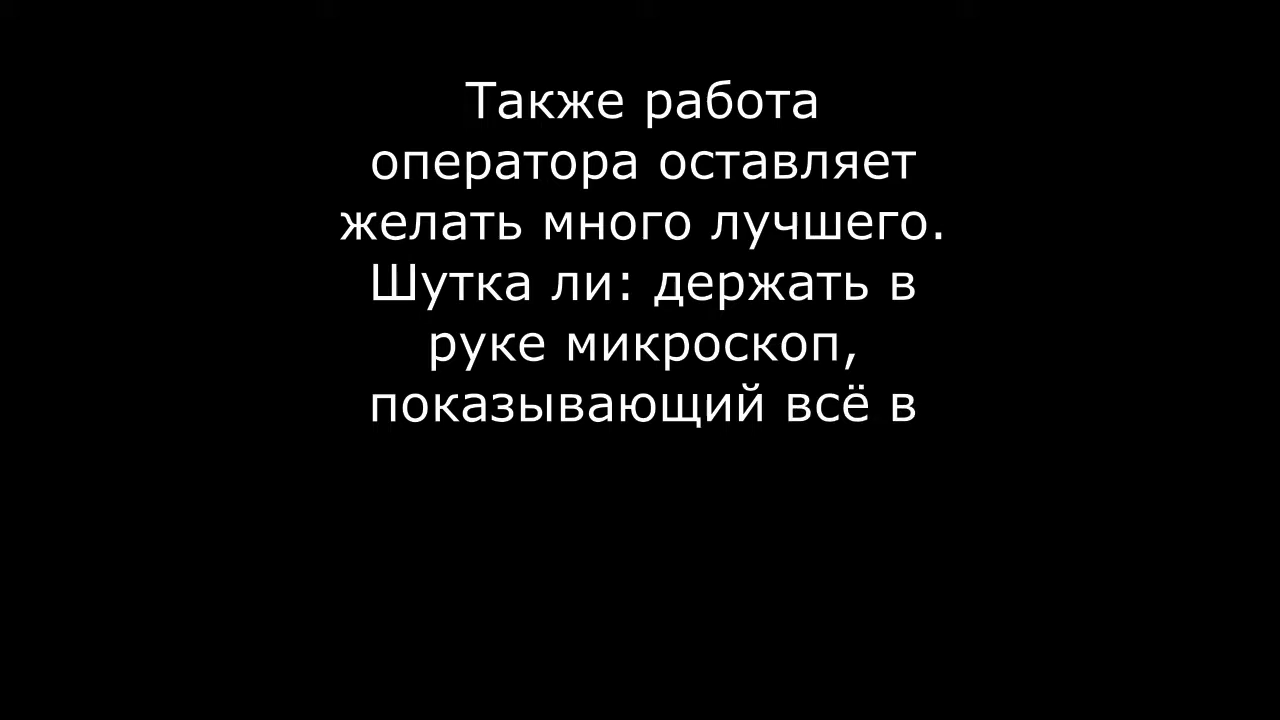 Также работа
оператора оставляет
желать много лучшего.
Шутка ли: держать в
руке микроскоп,
показывающий всё в